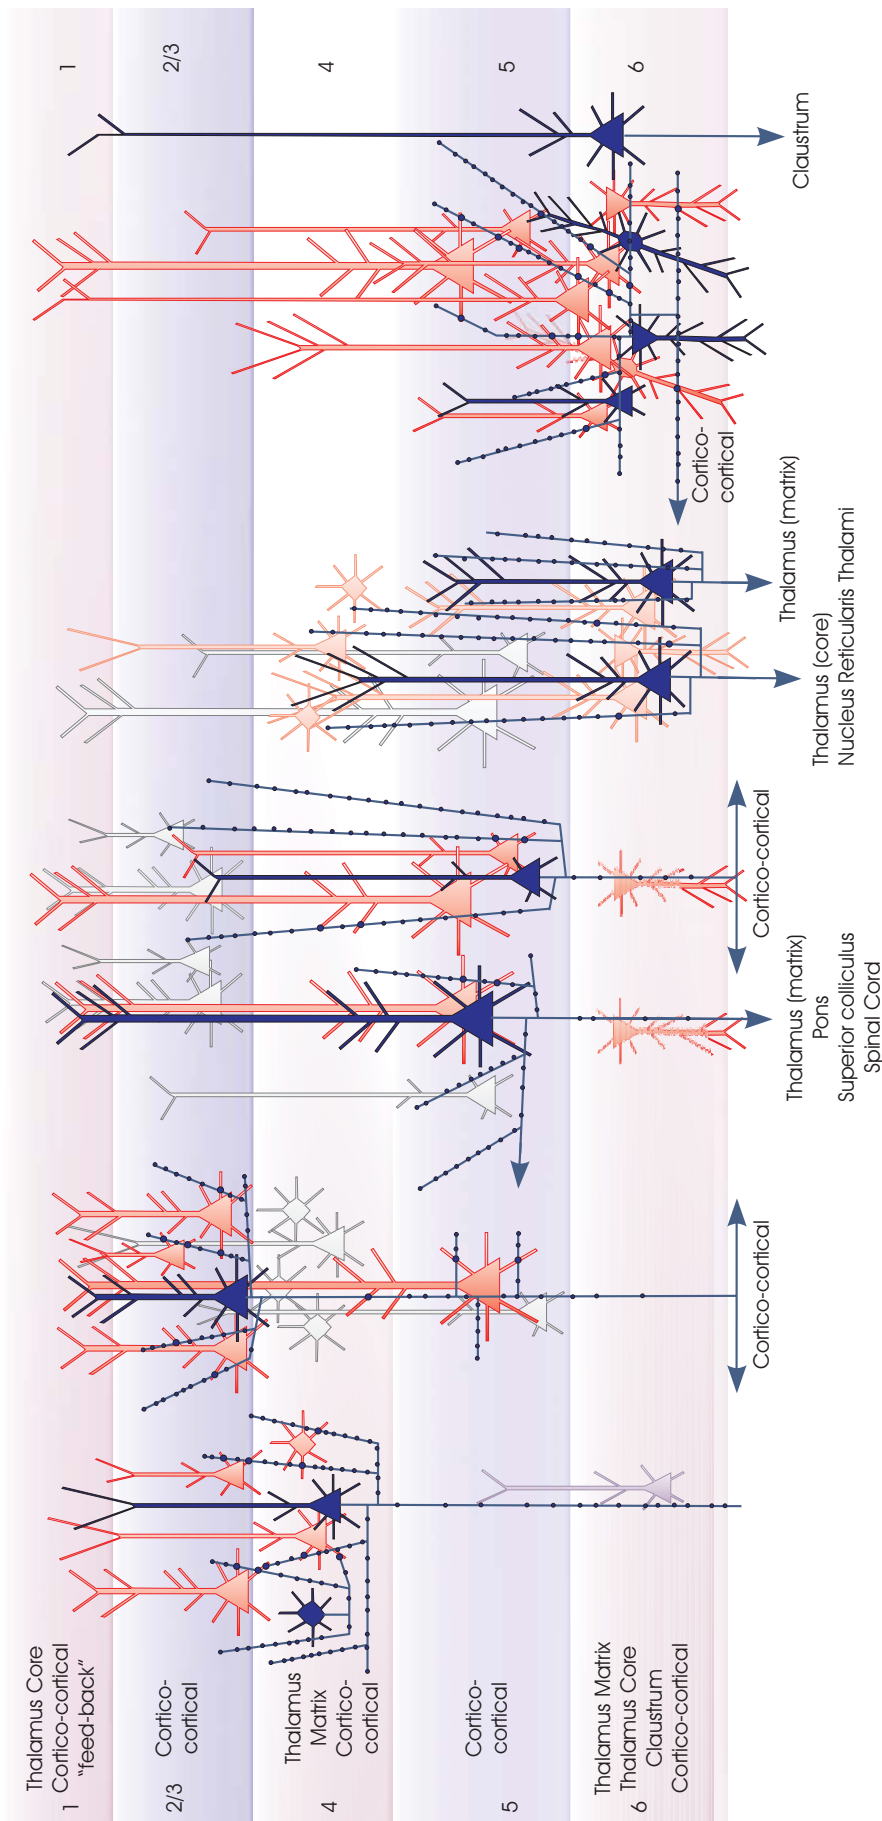 1
2/3
4
5
6
Claustrum
Cortico-
cortical
Thalamus (matrix)
Thalamus (core)
Nucleus Reticularis Thalami
Cortico-cortical
Thalamus (matrix)
Pons
Superior colliculus
Spinal Cord
Cortico-cortical
Thalamus Core
Cortico-cortical
“feed-back”
1
Cortico-
cortical
2/3
Thalamus
Matrix
Cortico-
cortical
4
Cortico-
cortical
5
Thalamus Matrix
Thalamus Core
Claustrum
Cortico-cortical
6